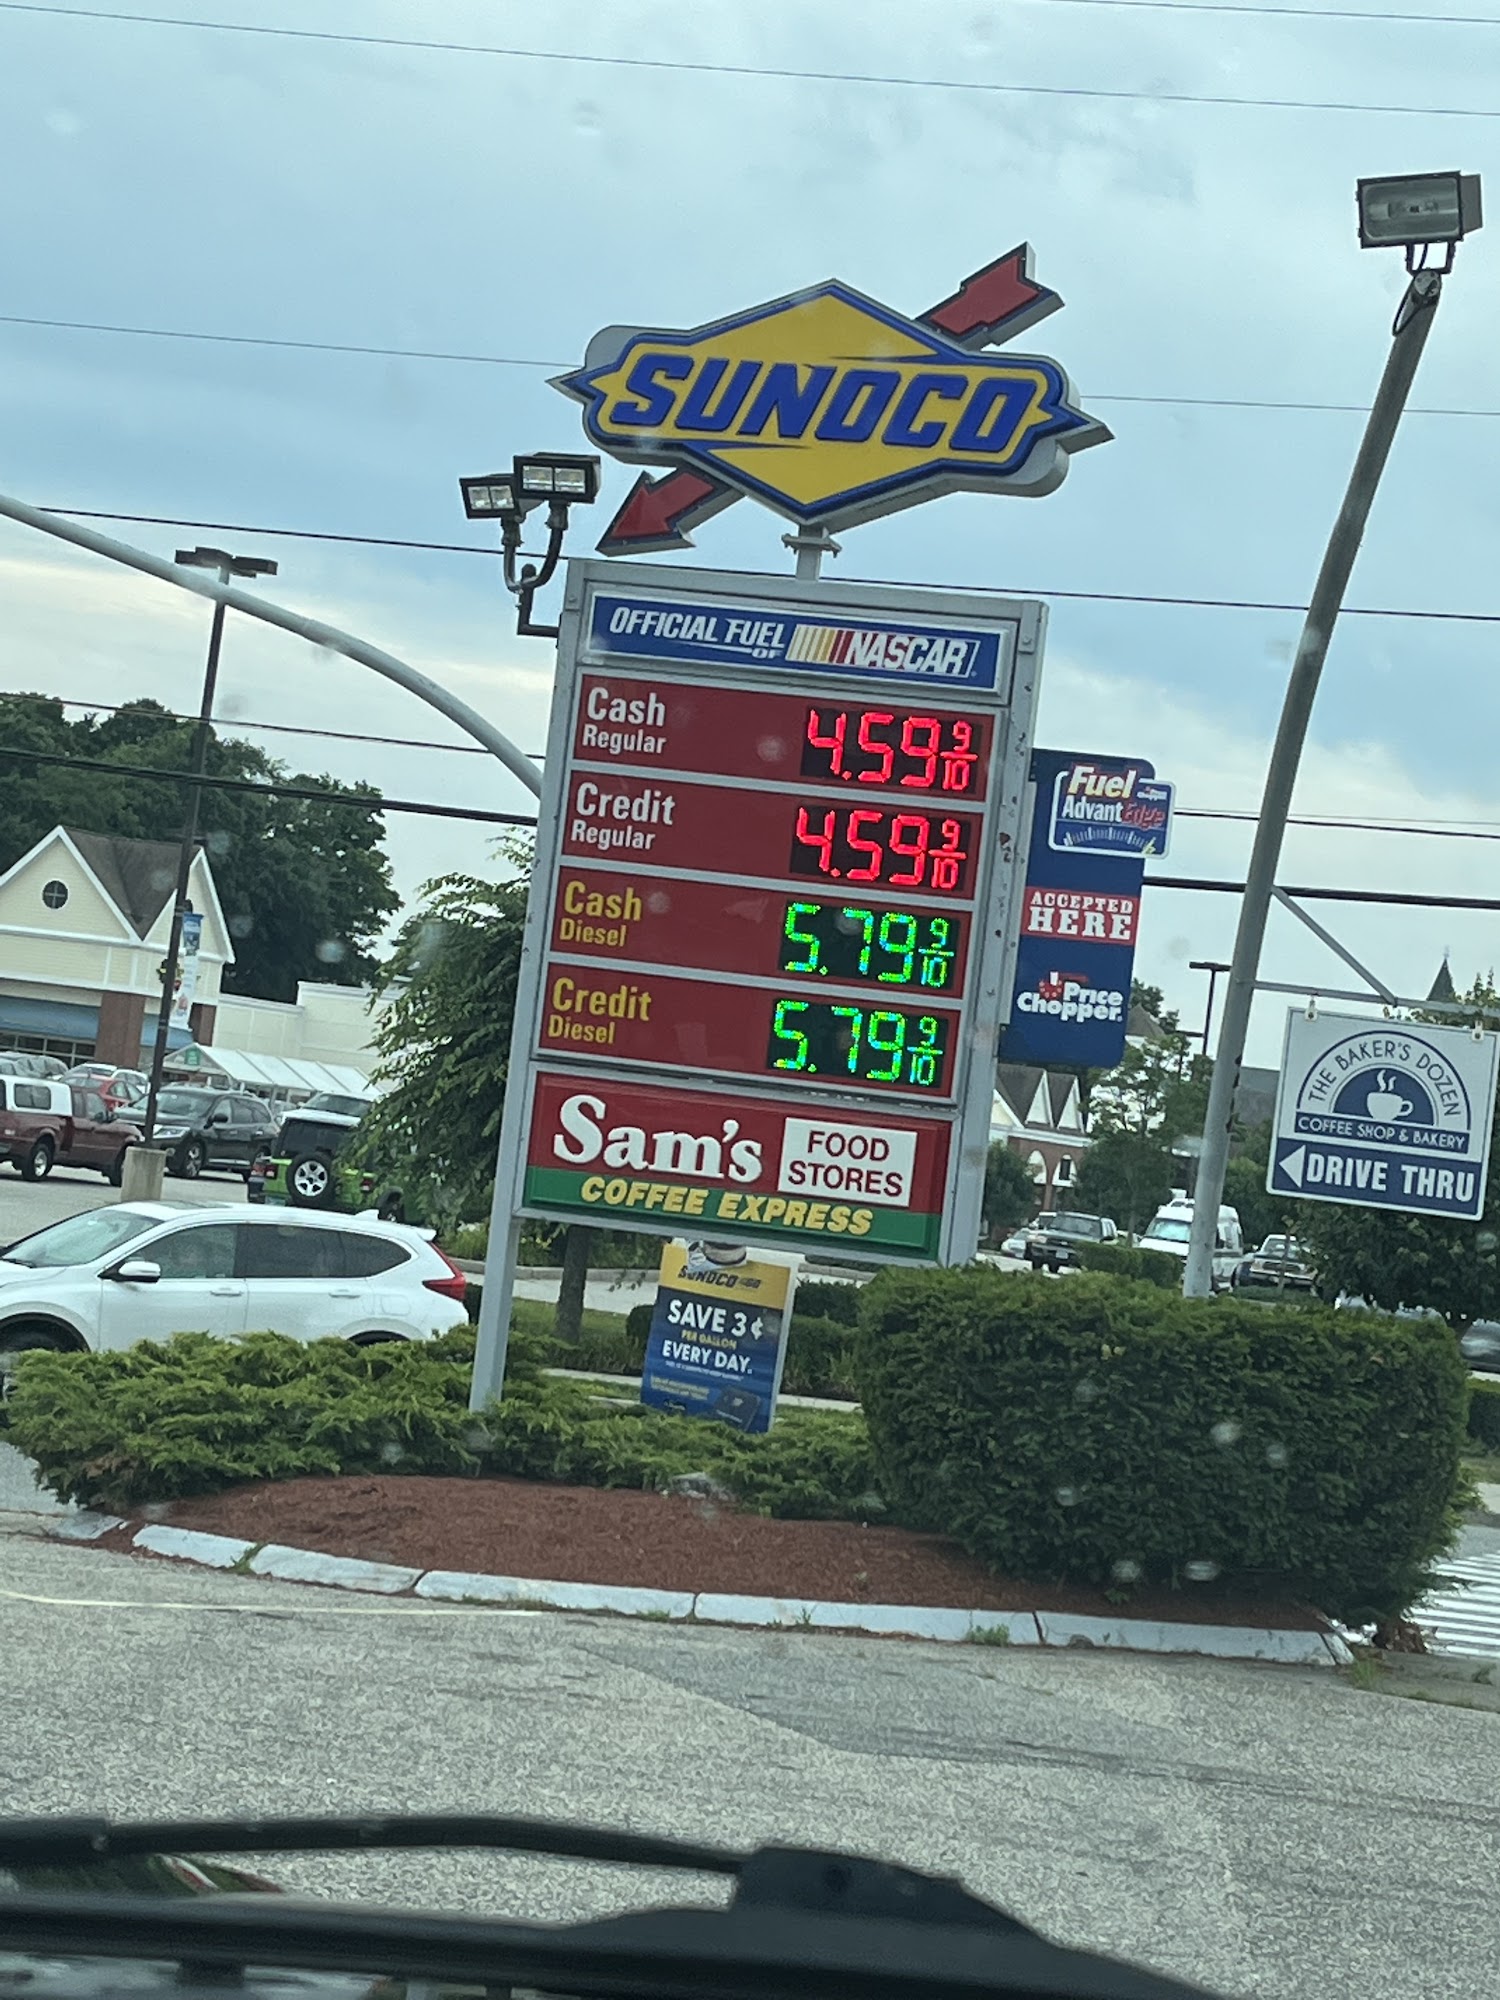 SUNOCO
OFFICIAL FUEL
OF
NASCAR
Cash
Regular
4.59 9/10
Credit
Regular
4.59 9/10
Cash
Diesel
5.79 9/10
Credit
Diesel
5.79 9/10
Sam's
FOOD
STORES
COFFEE EXPRESS
Fuel
AdvantEdge
ACCEPTED
HERE
Price
Chopper
THE BAKER'S DOZEN
COFFEE SHOP & BAKERY
DRIVE THRU
SUNOCO
SAVE 3¢
PER GALLON
EVERY DAY.